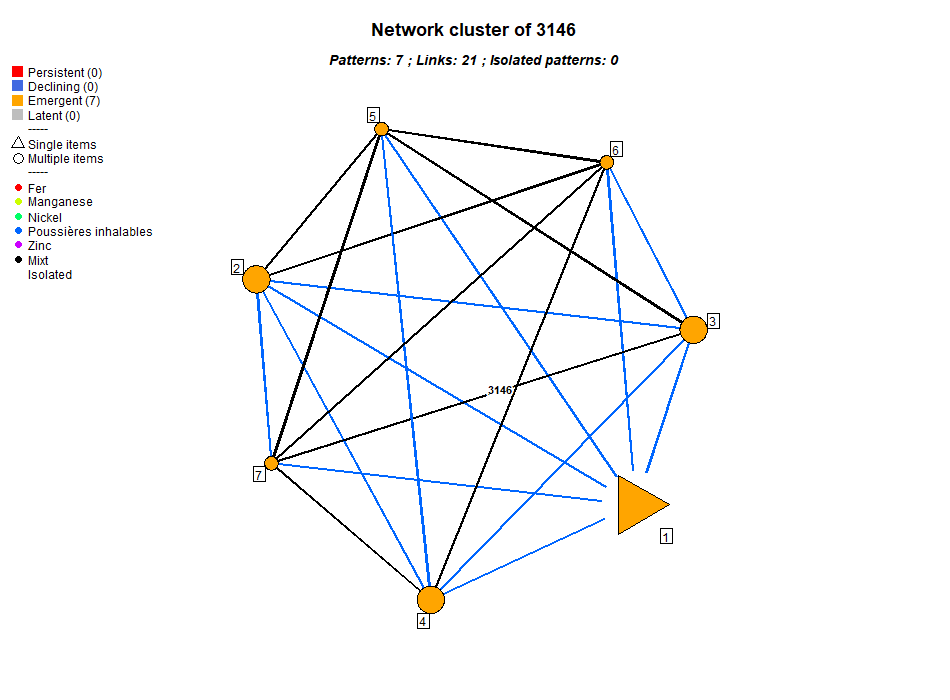 Network cluster of 3146
Patterns: 7 ; Links: 21 ; Isolated patterns: 0
Persistent (0)
Declining (0)
Emergent (7)
Latent (0)
-----
Single items
Multiple items
-----
Fer
Manganese
Nickel
Poussières inhalables
Zinc
Mixt
Isolated
5
6
2
3
3146
7
1
4